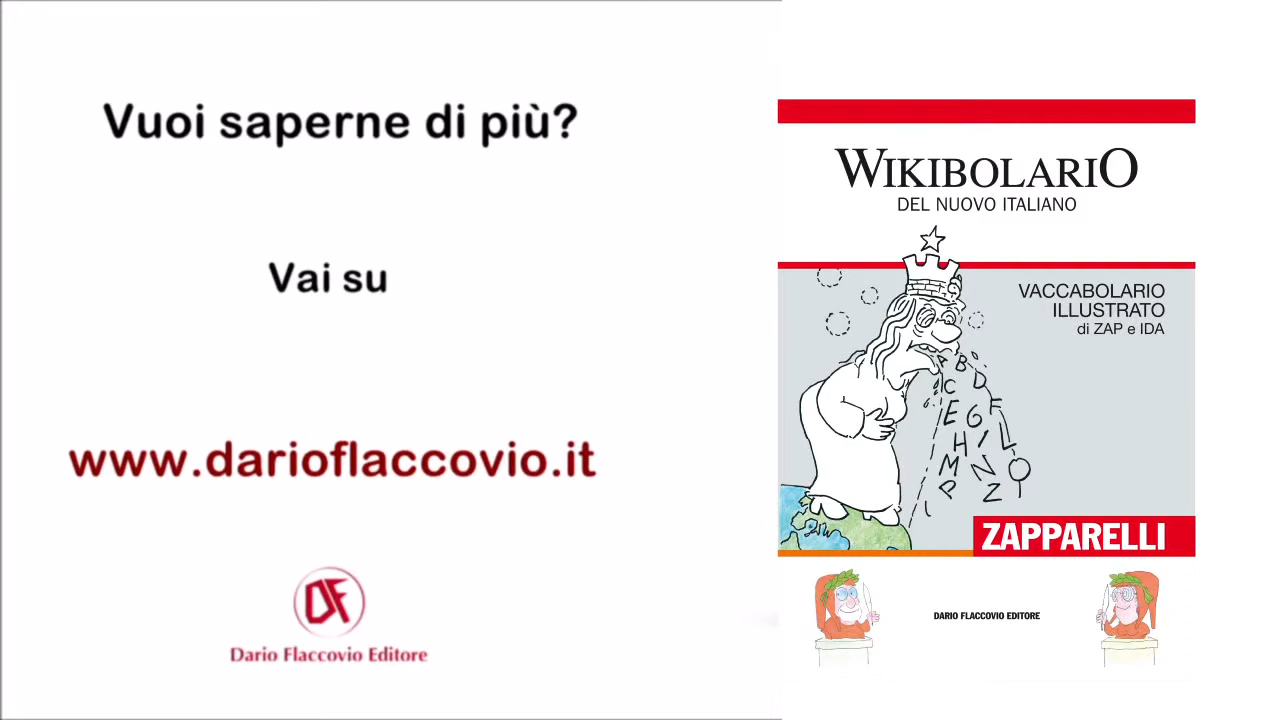 Vuoi saperne di più?
Vai su
www.darioflaccovio.it
DF
Dario Flaccovio Editore
WIKIBOLARIO
DEL NUOVO ITALIANO
VACCABOLARIO
ILLUSTRATO
di ZAP e IDA
A B
C D
E G F
H I L
M N O
P Z
ZAPPARELLI
DARIO FLACCOVIO EDITORE